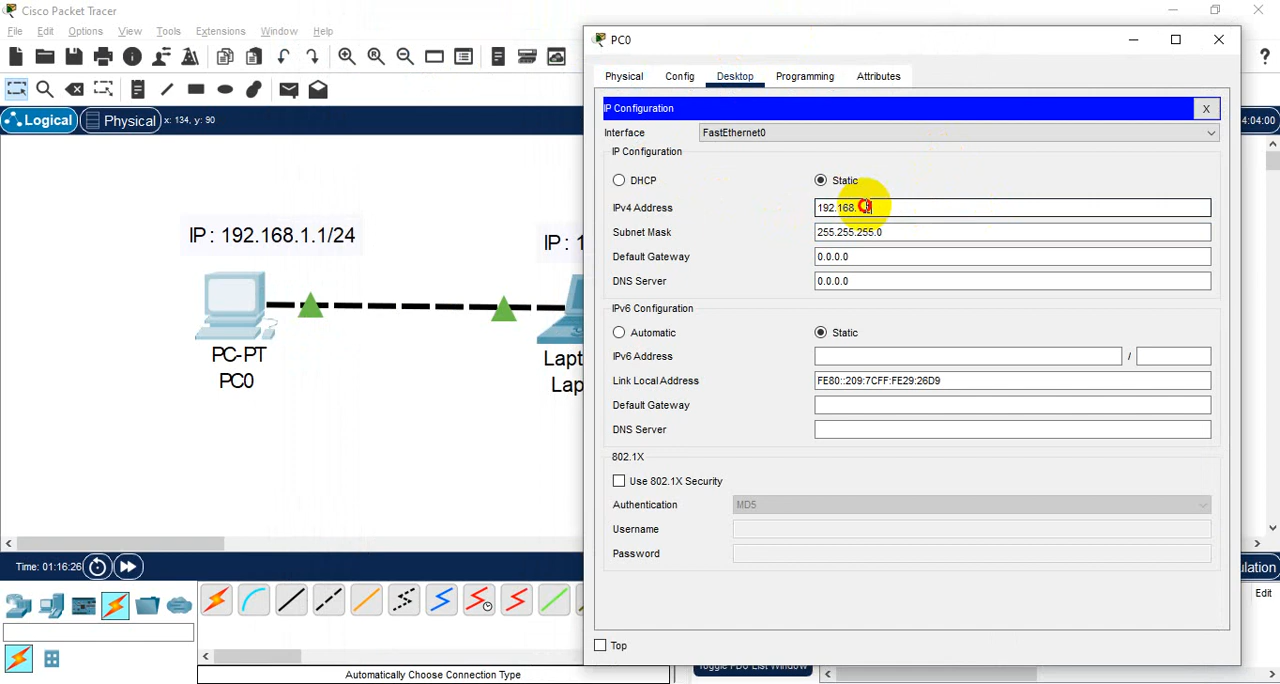 Cisco Packet Tracer
File Edit Options View Tools Extensions Window Help
?
Logical Physical x: 134, y: 90
4:04:00
IP : 192.168.1.1/24
IP : 1
PC-PT
PC0
Lapt
Lap
PC0
Physical Config Desktop Programming Attributes
IP Configuration X
Interface FastEthernet0
IP Configuration
DHCP Static
IPv4 Address 192.168.
Subnet Mask 255.255.255.0
Default Gateway 0.0.0.0
DNS Server 0.0.0.0
IPv6 Configuration
Automatic Static
IPv6 Address /
Link Local Address FE80::209:7CFF:FE29:26D9
Default Gateway
DNS Server
802.1X
Use 802.1X Security
Authentication MD5
Username
Password
Top
Time: 01:16:26
ulation
Edit
Automatically Choose Connection Type
Toggle PDU List Window